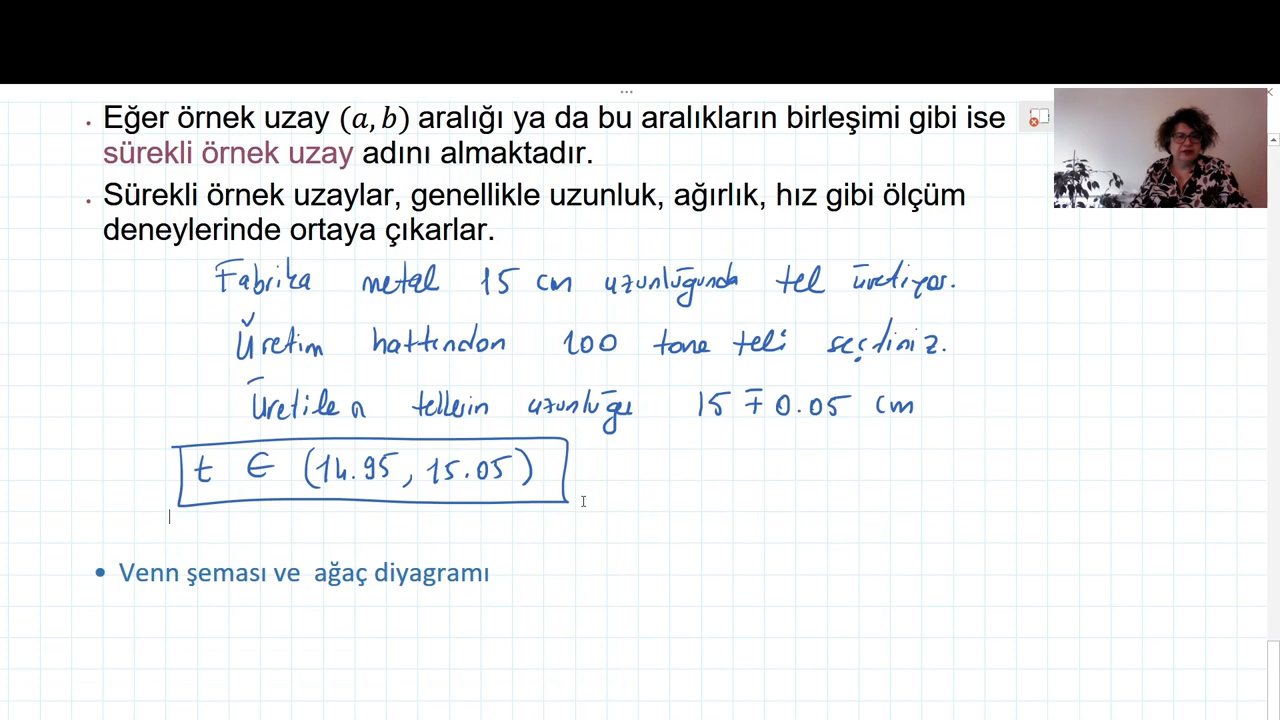 Eğer örnek uzay (a, b) aralığı ya da bu aralıkların birleşimi gibi ise
sürekli örnek uzay adını almaktadır.
Sürekli örnek uzaylar, genellikle uzunluk, ağırlık, hız gibi ölçüm
deneylerinde ortaya çıkarlar.
Fabrika metal 15 cm uzunluğunda tel üretiyor.
Üretim hattından 100 tane teli seçtiniz.
Üretilen tellerin uzunluğu 15 ∓ 0.05 cm
t ∈ (14.95, 15.05)
• Venn şeması ve ağaç diyagramı